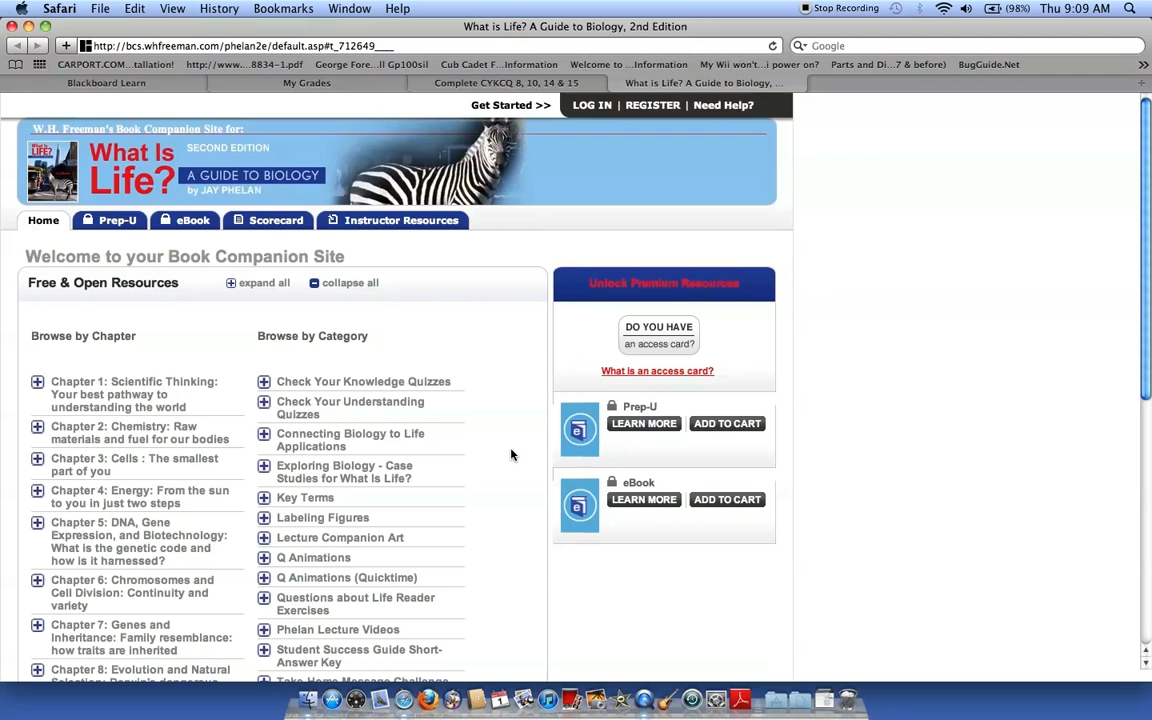 Safari File Edit View History Bookmarks Window Help Stop Recording (98%) Thu 9:09 AM
What is Life? A Guide to Biology, 2nd Edition
http://bcs.whfreeman.com/phelan2e/default.asp#t_712649____ Google
CARPORT.COM...tallation! http://www....8834-1.pdf George Fore...ll Gp100sil Cub Cadet F...Information Welcome to ...Information My Wii won't...i power on? Parts and Di...7 & before) BugGuide.Net
Blackboard Learn My Grades Complete CYKCQ 8, 10, 14 & 15 What is Life? A Guide to Biology, ...
Get Started >> LOG IN | REGISTER | Need Help?
W.H. Freeman's Book Companion Site for:
What Is Life? SECOND EDITION
A GUIDE TO BIOLOGY
by JAY PHELAN
Home Prep-U eBook Scorecard Instructor Resources
Welcome to your Book Companion Site
Free & Open Resources expand all collapse all
Browse by Chapter
Chapter 1: Scientific Thinking:
Your best pathway to
understanding the world
Chapter 2: Chemistry: Raw
materials and fuel for our bodies
Chapter 3: Cells : The smallest
part of you
Chapter 4: Energy: From the sun
to you in just two steps
Chapter 5: DNA, Gene
Expression, and Biotechnology:
What is the genetic code and
how is it harnessed?
Chapter 6: Chromosomes and
Cell Division: Continuity and
variety
Chapter 7: Genes and
Inheritance: Family resemblance:
how traits are inherited
Chapter 8: Evolution and Natural
Selection: Darwin's dangerous
Browse by Category
Check Your Knowledge Quizzes
Check Your Understanding
Quizzes
Connecting Biology to Life
Applications
Exploring Biology - Case
Studies for What Is Life?
Key Terms
Labeling Figures
Lecture Companion Art
Q Animations
Q Animations (Quicktime)
Questions about Life Reader
Exercises
Phelan Lecture Videos
Student Success Guide Short-
Answer Key
Take Home Message Challenge
Unlock Premium Resources
DO YOU HAVE
an access card?
What is an access card?
Prep-U
LEARN MORE ADD TO CART
eBook
LEARN MORE ADD TO CART